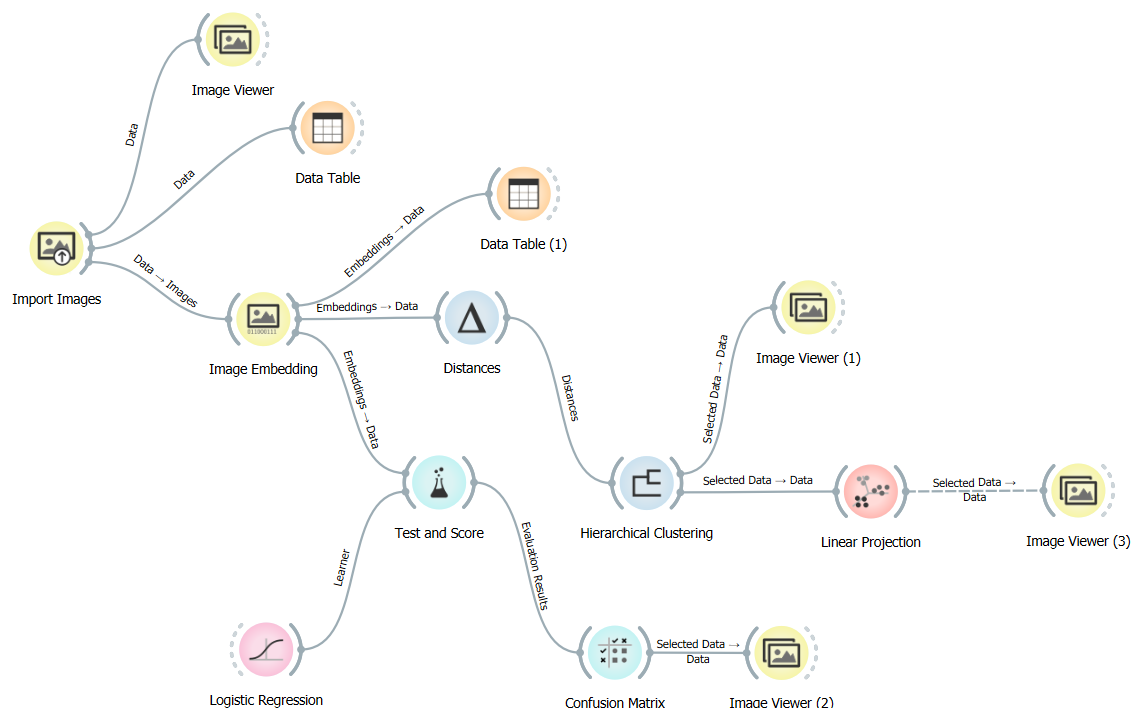 Image Viewer
Data
Data Table
Data
Data Table (1)
Embeddings → Data
Import Images
Data → Images
Embeddings → Data
Image Embedding
Distances
Image Viewer (1)
Embeddings → Data
Distances
Selected Data → Data
Selected Data → Data
Selected Data →
Data
Test and Score
Hierarchical Clustering
Linear Projection
Image Viewer (3)
Learner
Evaluation Results
Selected Data →
Data
Logistic Regression
Confusion Matrix
Image Viewer (2)